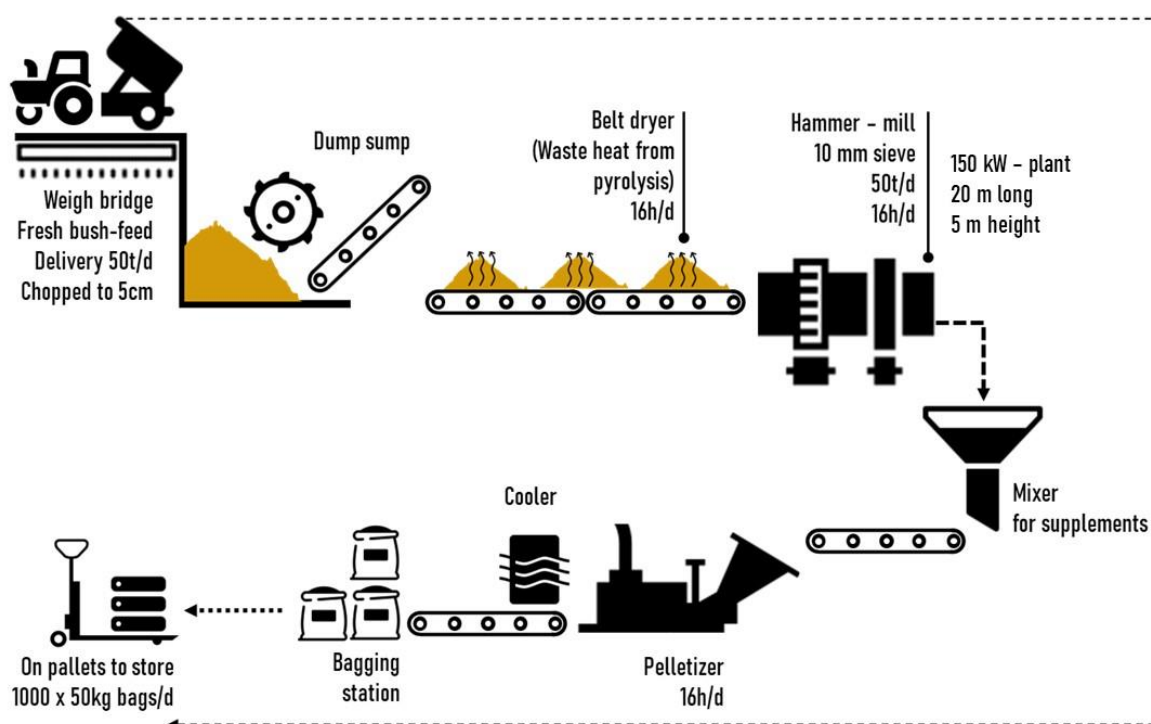 Weigh bridge
Fresh bush-feed
Delivery 50t/d
Chopped to 5cm
Dump sump
Belt dryer
(Waste heat from
pyrolysis)
16h/d
Hammer - mill
10 mm sieve
50t/d
16h/d
150 kW - plant
20 m long
5 m height
Mixer
for supplements
Pelletizer
16h/d
Cooler
Bagging
station
On pallets to store
1000 x 50kg bags/d